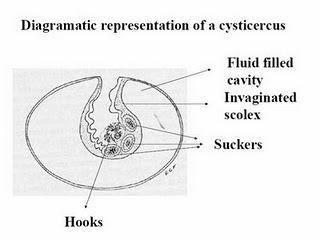 Diagramatic representation of a cysticercus
Fluid filled
cavity
Invaginated
scolex
Suckers
Hooks